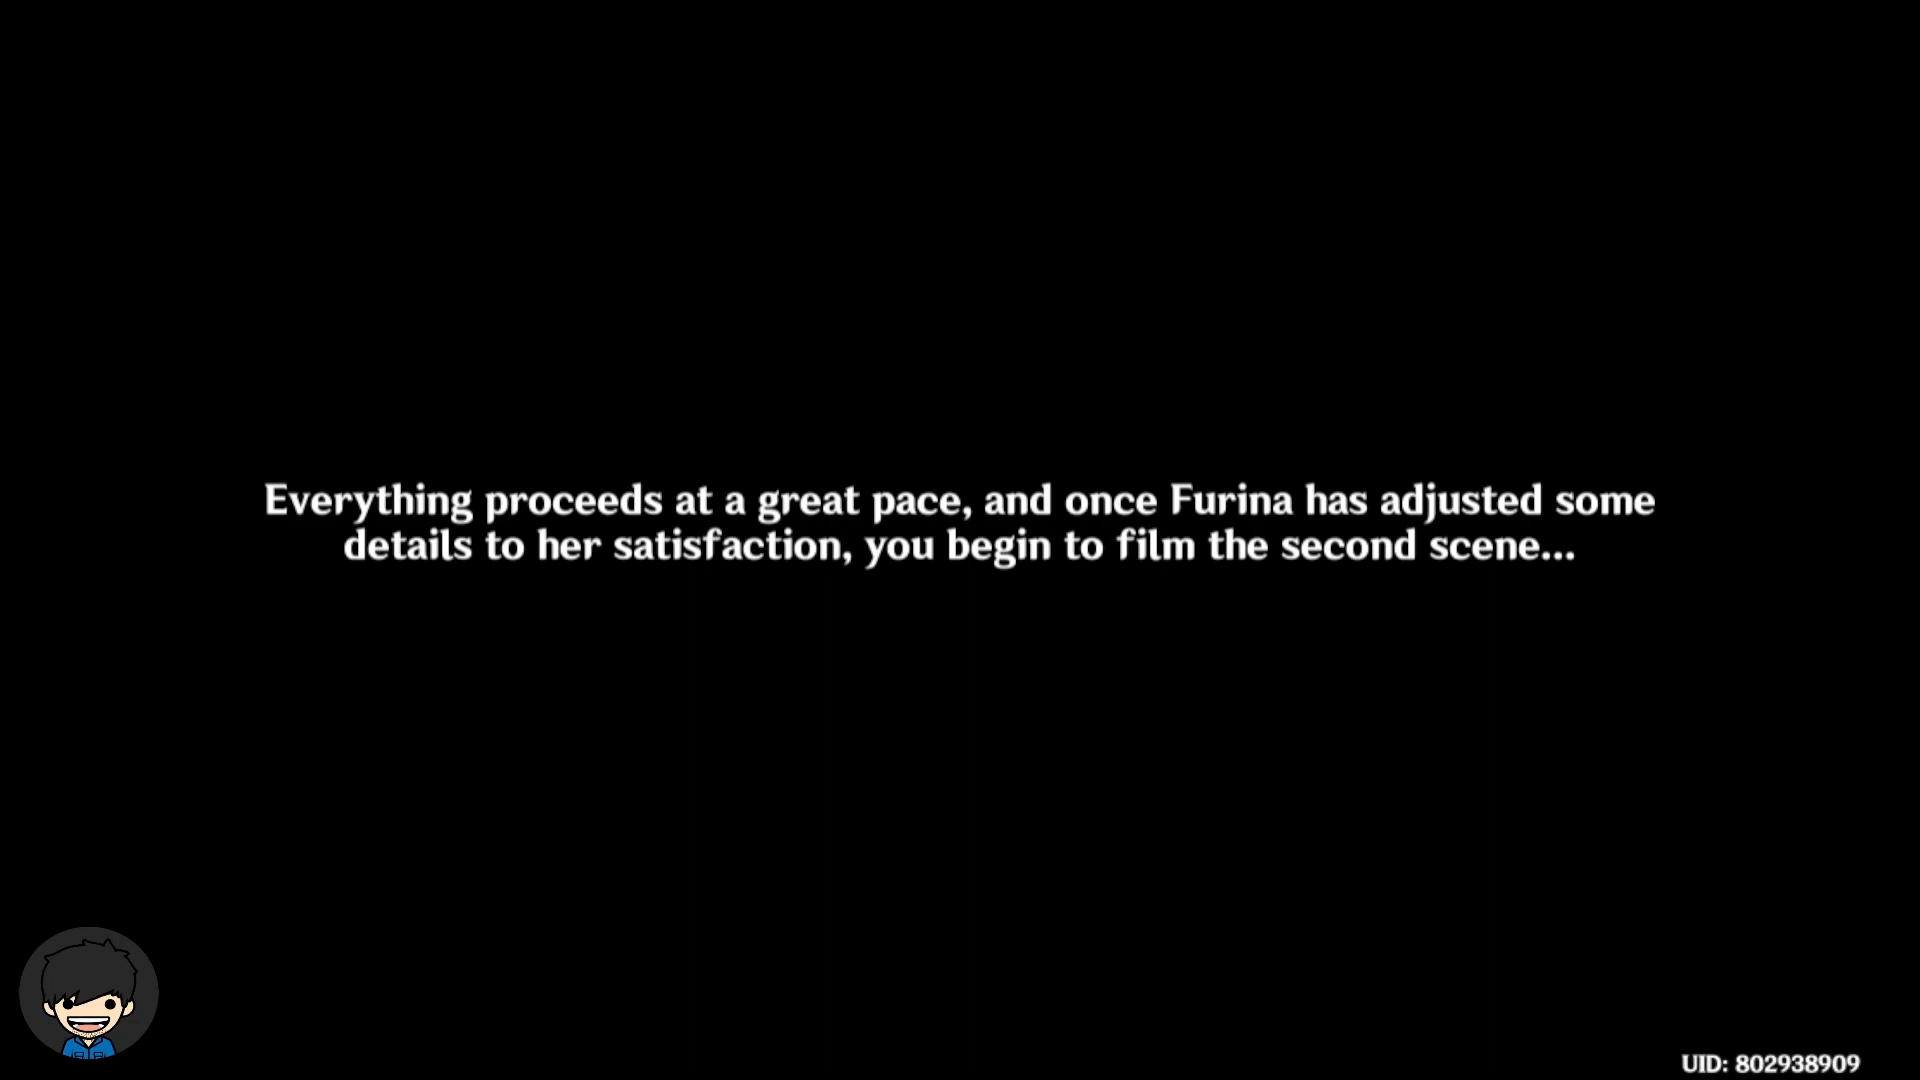 Everything proceeds at a great pace, and once Furina has adjusted some
details to her satisfaction, you begin to film the second scene...
UID: 802938909